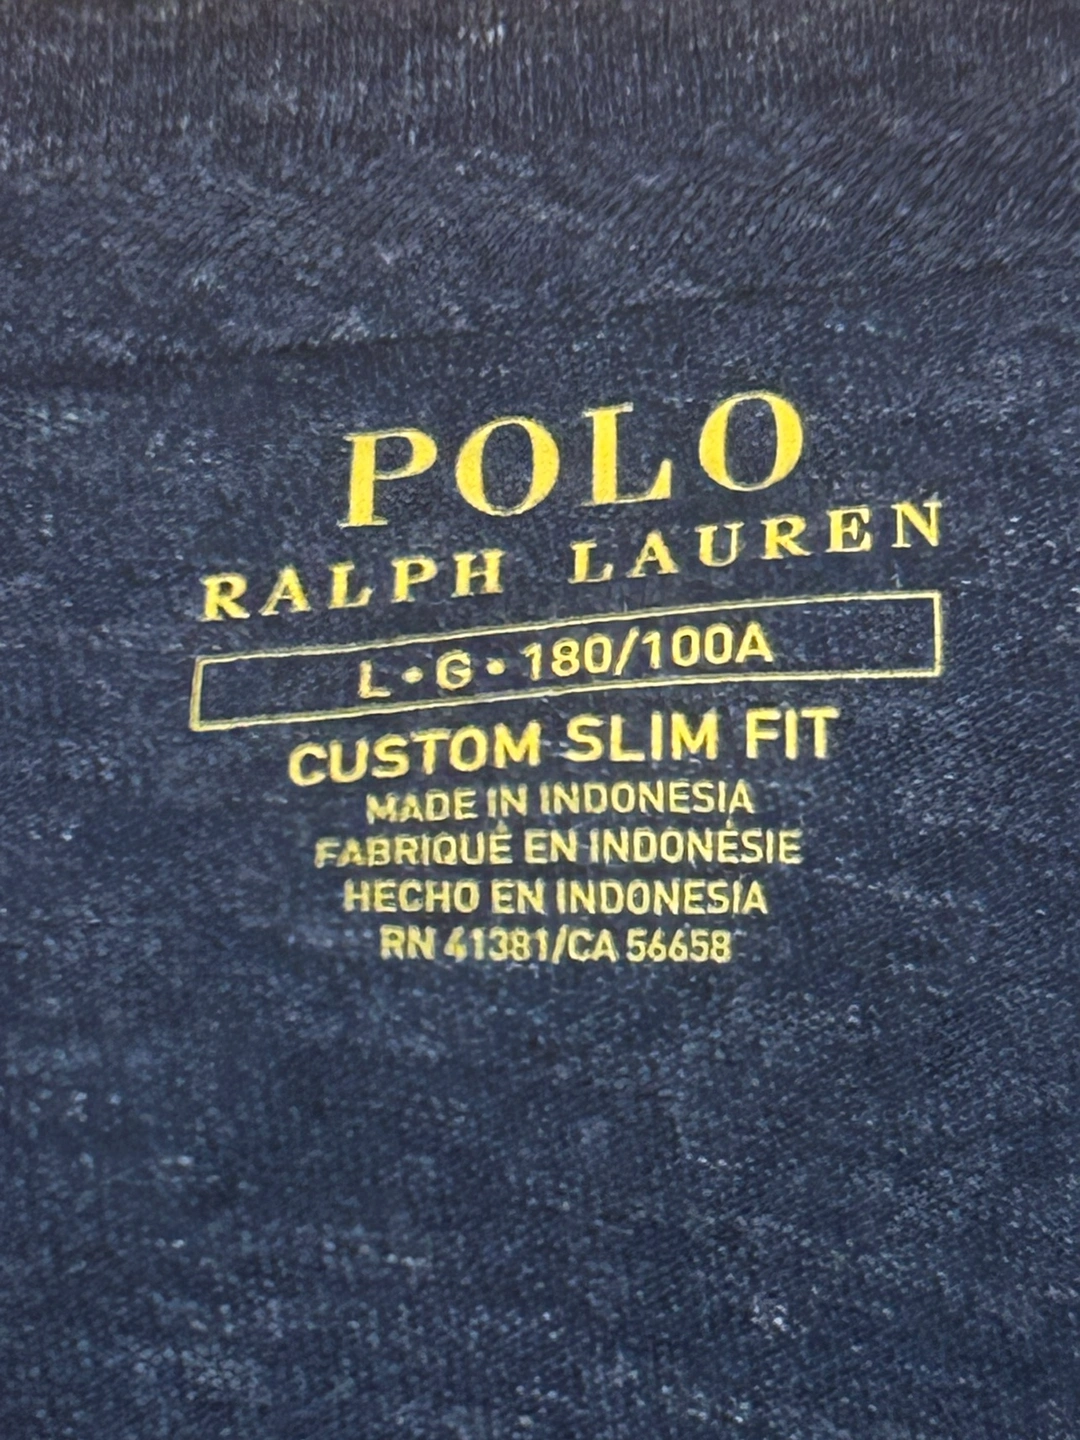 POLO
RALPH LAUREN
L • G • 180/100A
CUSTOM SLIM FIT
MADE IN INDONESIA
FABRIQUÉ EN INDONÉSIE
HECHO EN INDONESIA
RN 41381/CA 56658